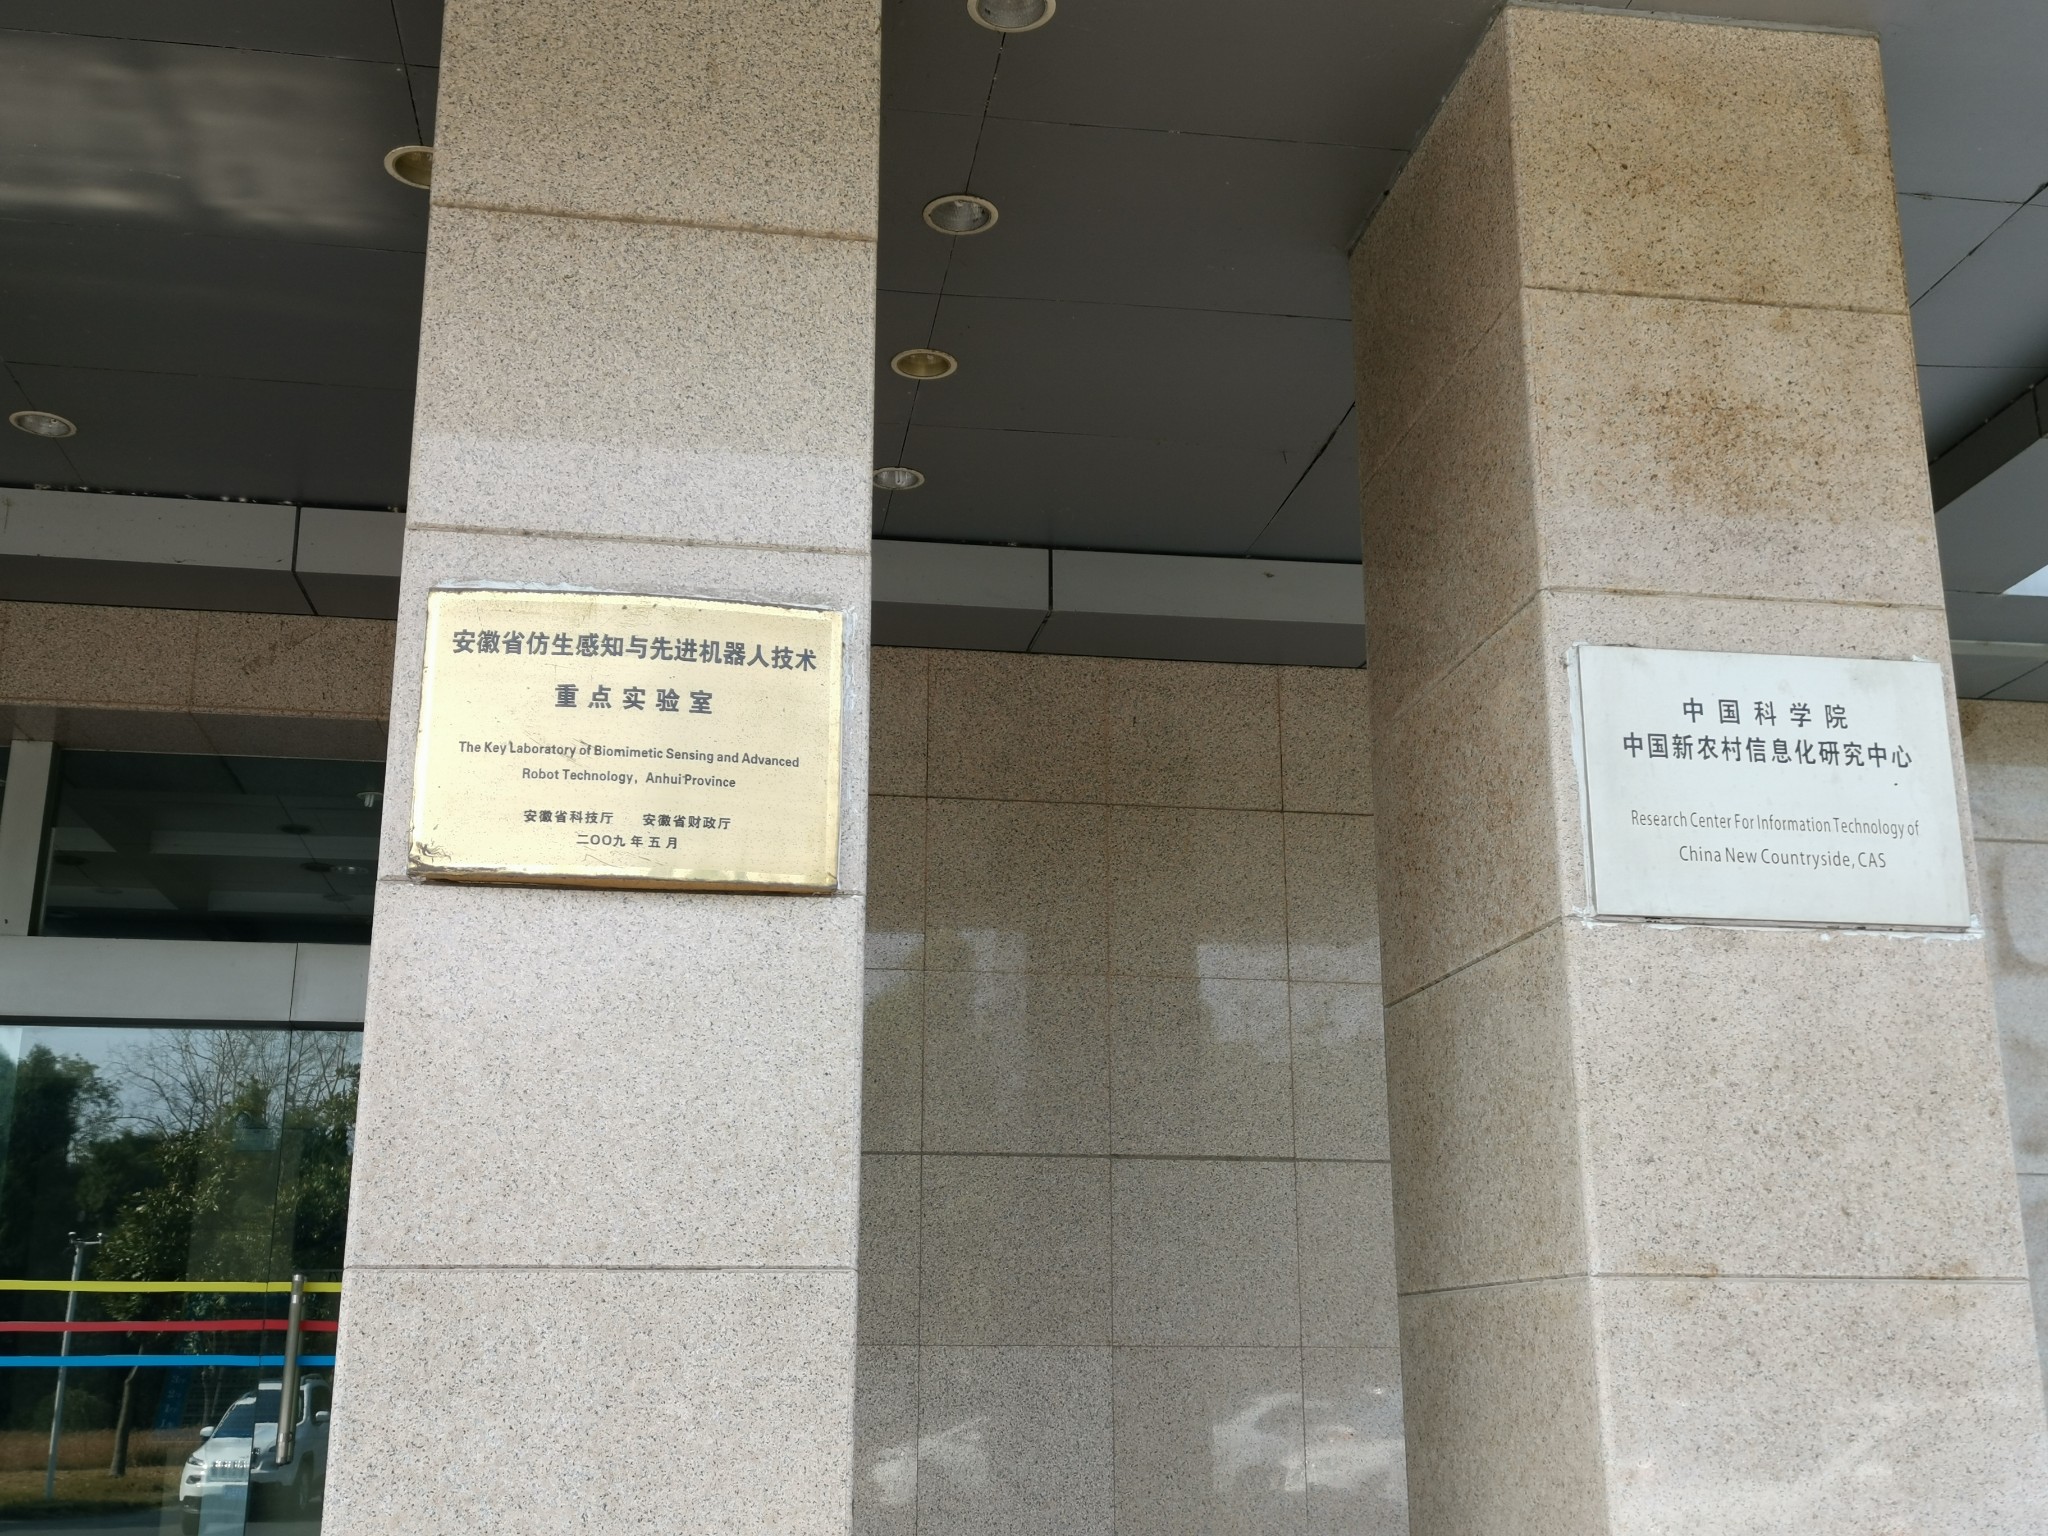 安徽省仿生感知与先进机器人技术
重点实验室
The Key Laboratory of Biomimetic Sensing and Advanced
Robot Technology, Anhui Province
安徽省科技厅 安徽省财政厅
二〇〇九年五月
中国科学院
中国新农村信息化研究中心
Research Center For Information Technology of
China New Countryside, CAS